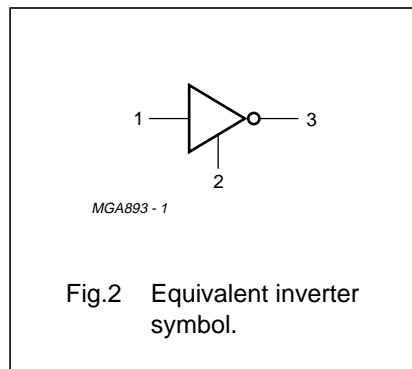 1
3
2
MGA893 - 1
Fig.2 Equivalent inverter
symbol.